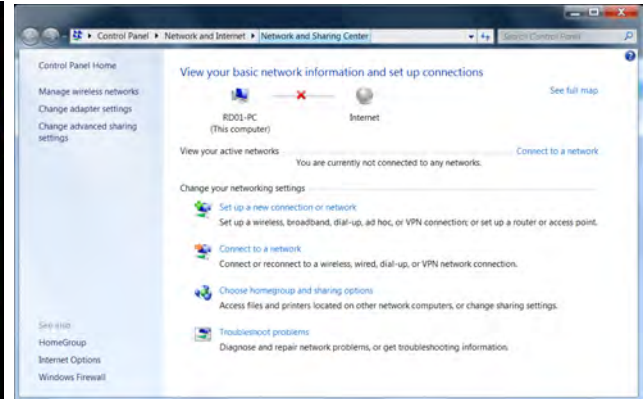 Control Panel ▸ Network and Internet ▸ Network and Sharing Center
Search Control Panel
Control Panel Home
Manage wireless networks
Change adapter settings
Change advanced sharing
settings
See also
HomeGroup
Internet Options
Windows Firewall
View your basic network information and set up connections
See full map
RD01-PC
(This computer)
Internet
View your active networks
Connect to a network
You are currently not connected to any networks.
Change your networking settings
Set up a new connection or network
Set up a wireless, broadband, dial-up, ad hoc, or VPN connection; or set up a router or access point.
Connect to a network
Connect or reconnect to a wireless, wired, dial-up, or VPN network connection.
Choose homegroup and sharing options
Access files and printers located on other network computers, or change sharing settings.
Troubleshoot problems
Diagnose and repair network problems, or get troubleshooting information.